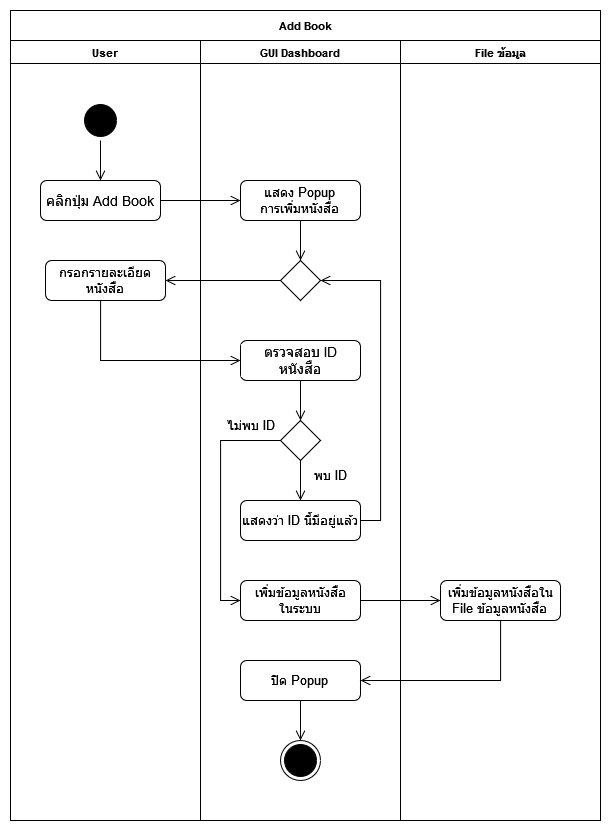 Add Book
User
GUI Dashboard
File ข้อมูล
คลิกปุ่ม Add Book
แสดง Popup
การเพิ่มหนังสือ
กรอกรายละเอียด
หนังสือ
ตรวจสอบ ID
หนังสือ
ไม่พบ ID
พบ ID
แสดงว่า ID นี้มีอยู่แล้ว
เพิ่มข้อมูลหนังสือ
ในระบบ
เพิ่มข้อมูลหนังสือใน
File ข้อมูลหนังสือ
ปิด Popup